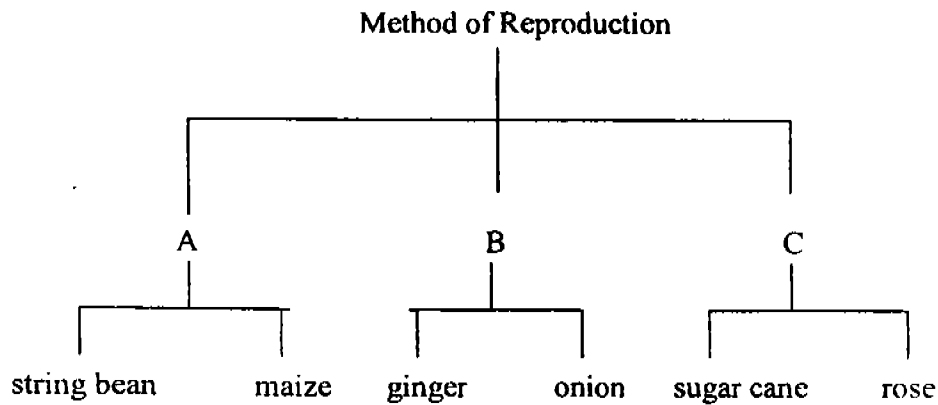 Method of Reproduction
A B C
string bean maize ginger onion sugar cane rose